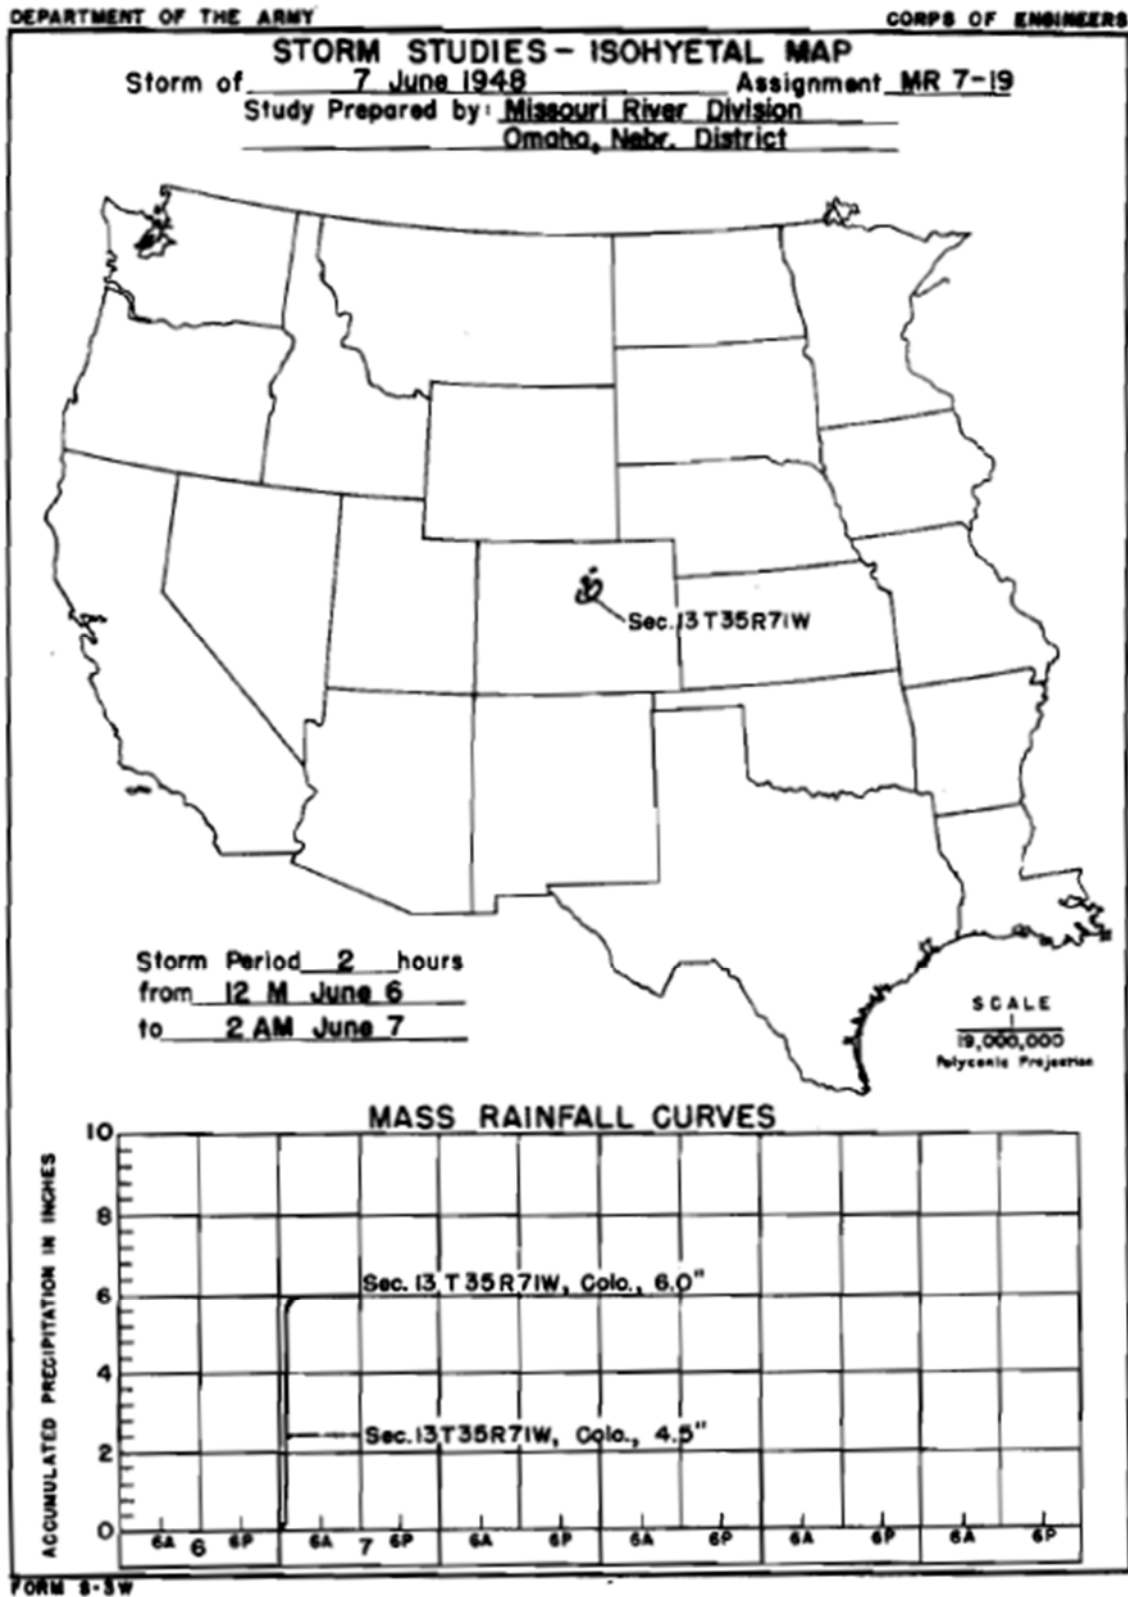 DEPARTMENT OF THE ARMY CORPS OF ENGINEERS
STORM STUDIES - ISOHYETAL MAP
Storm of 7 June 1948 Assignment MR 7-19
Study Prepared by: Missouri River Division
Omaha, Nebr. District
Sec. 13 T35R71W
Storm Period 2 hours
from 12 M June 6
to 2 AM June 7
SCALE
1
19,000,000
Polyconic Projection
MASS RAINFALL CURVES
ACCUMULATED PRECIPITATION IN INCHES
10
8
Sec. 13 T35R71W, Colo., 6.0"
6
4
Sec. 13T35R71W, Colo., 4.5"
2
0
6A 6 6P 6A 7 6P 6A 6P 6A 6P 6A 6P 6A 6P
FORM S-3W